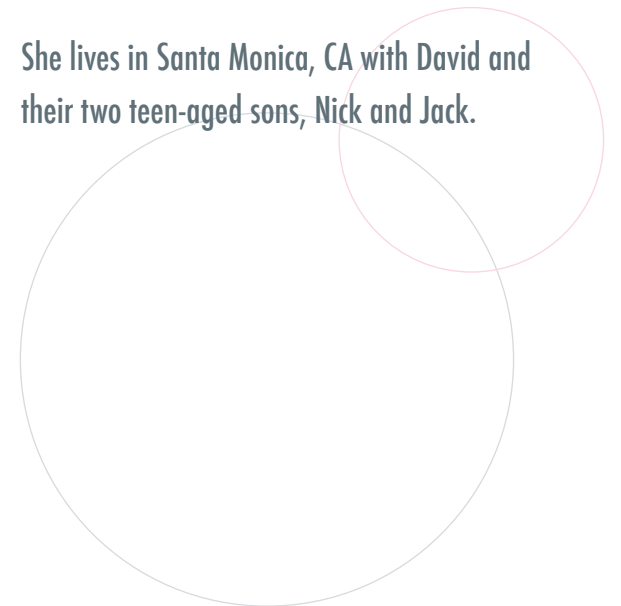 She lives in Santa Monica, CA with David and
their two teen-aged sons, Nick and Jack.